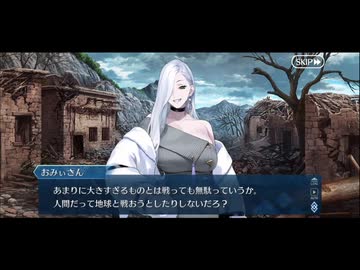 SKIP
おみぃさん
あまりに大きすぎるものとは戦っても無駄っていうか。
人間だって地球と戦おうとしたりしないだろ？